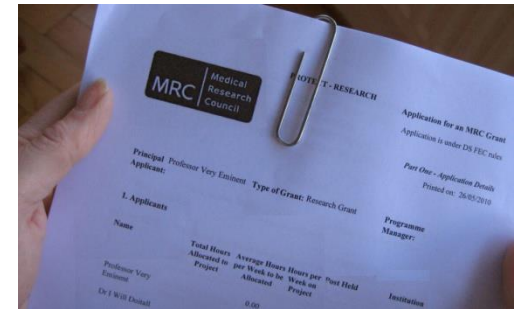 MRC
Medical
Research
Council
PROTECT - RESEARCH
Application for an MRC Grant
Application is under DS FEC rules
Part One - Application Details
Printed on: 26/05/2010
Principal Applicant: Professor Very Eminent Type of Grant: Research Grant
Programme Manager:
1. Applicants
Name
Total Hours Allocated to Project
Average Hours per Week to be Allocated
Hours per Week on Project
Post Held
Institution
Professor Very Eminent
Dr I Will Doitall
0.00